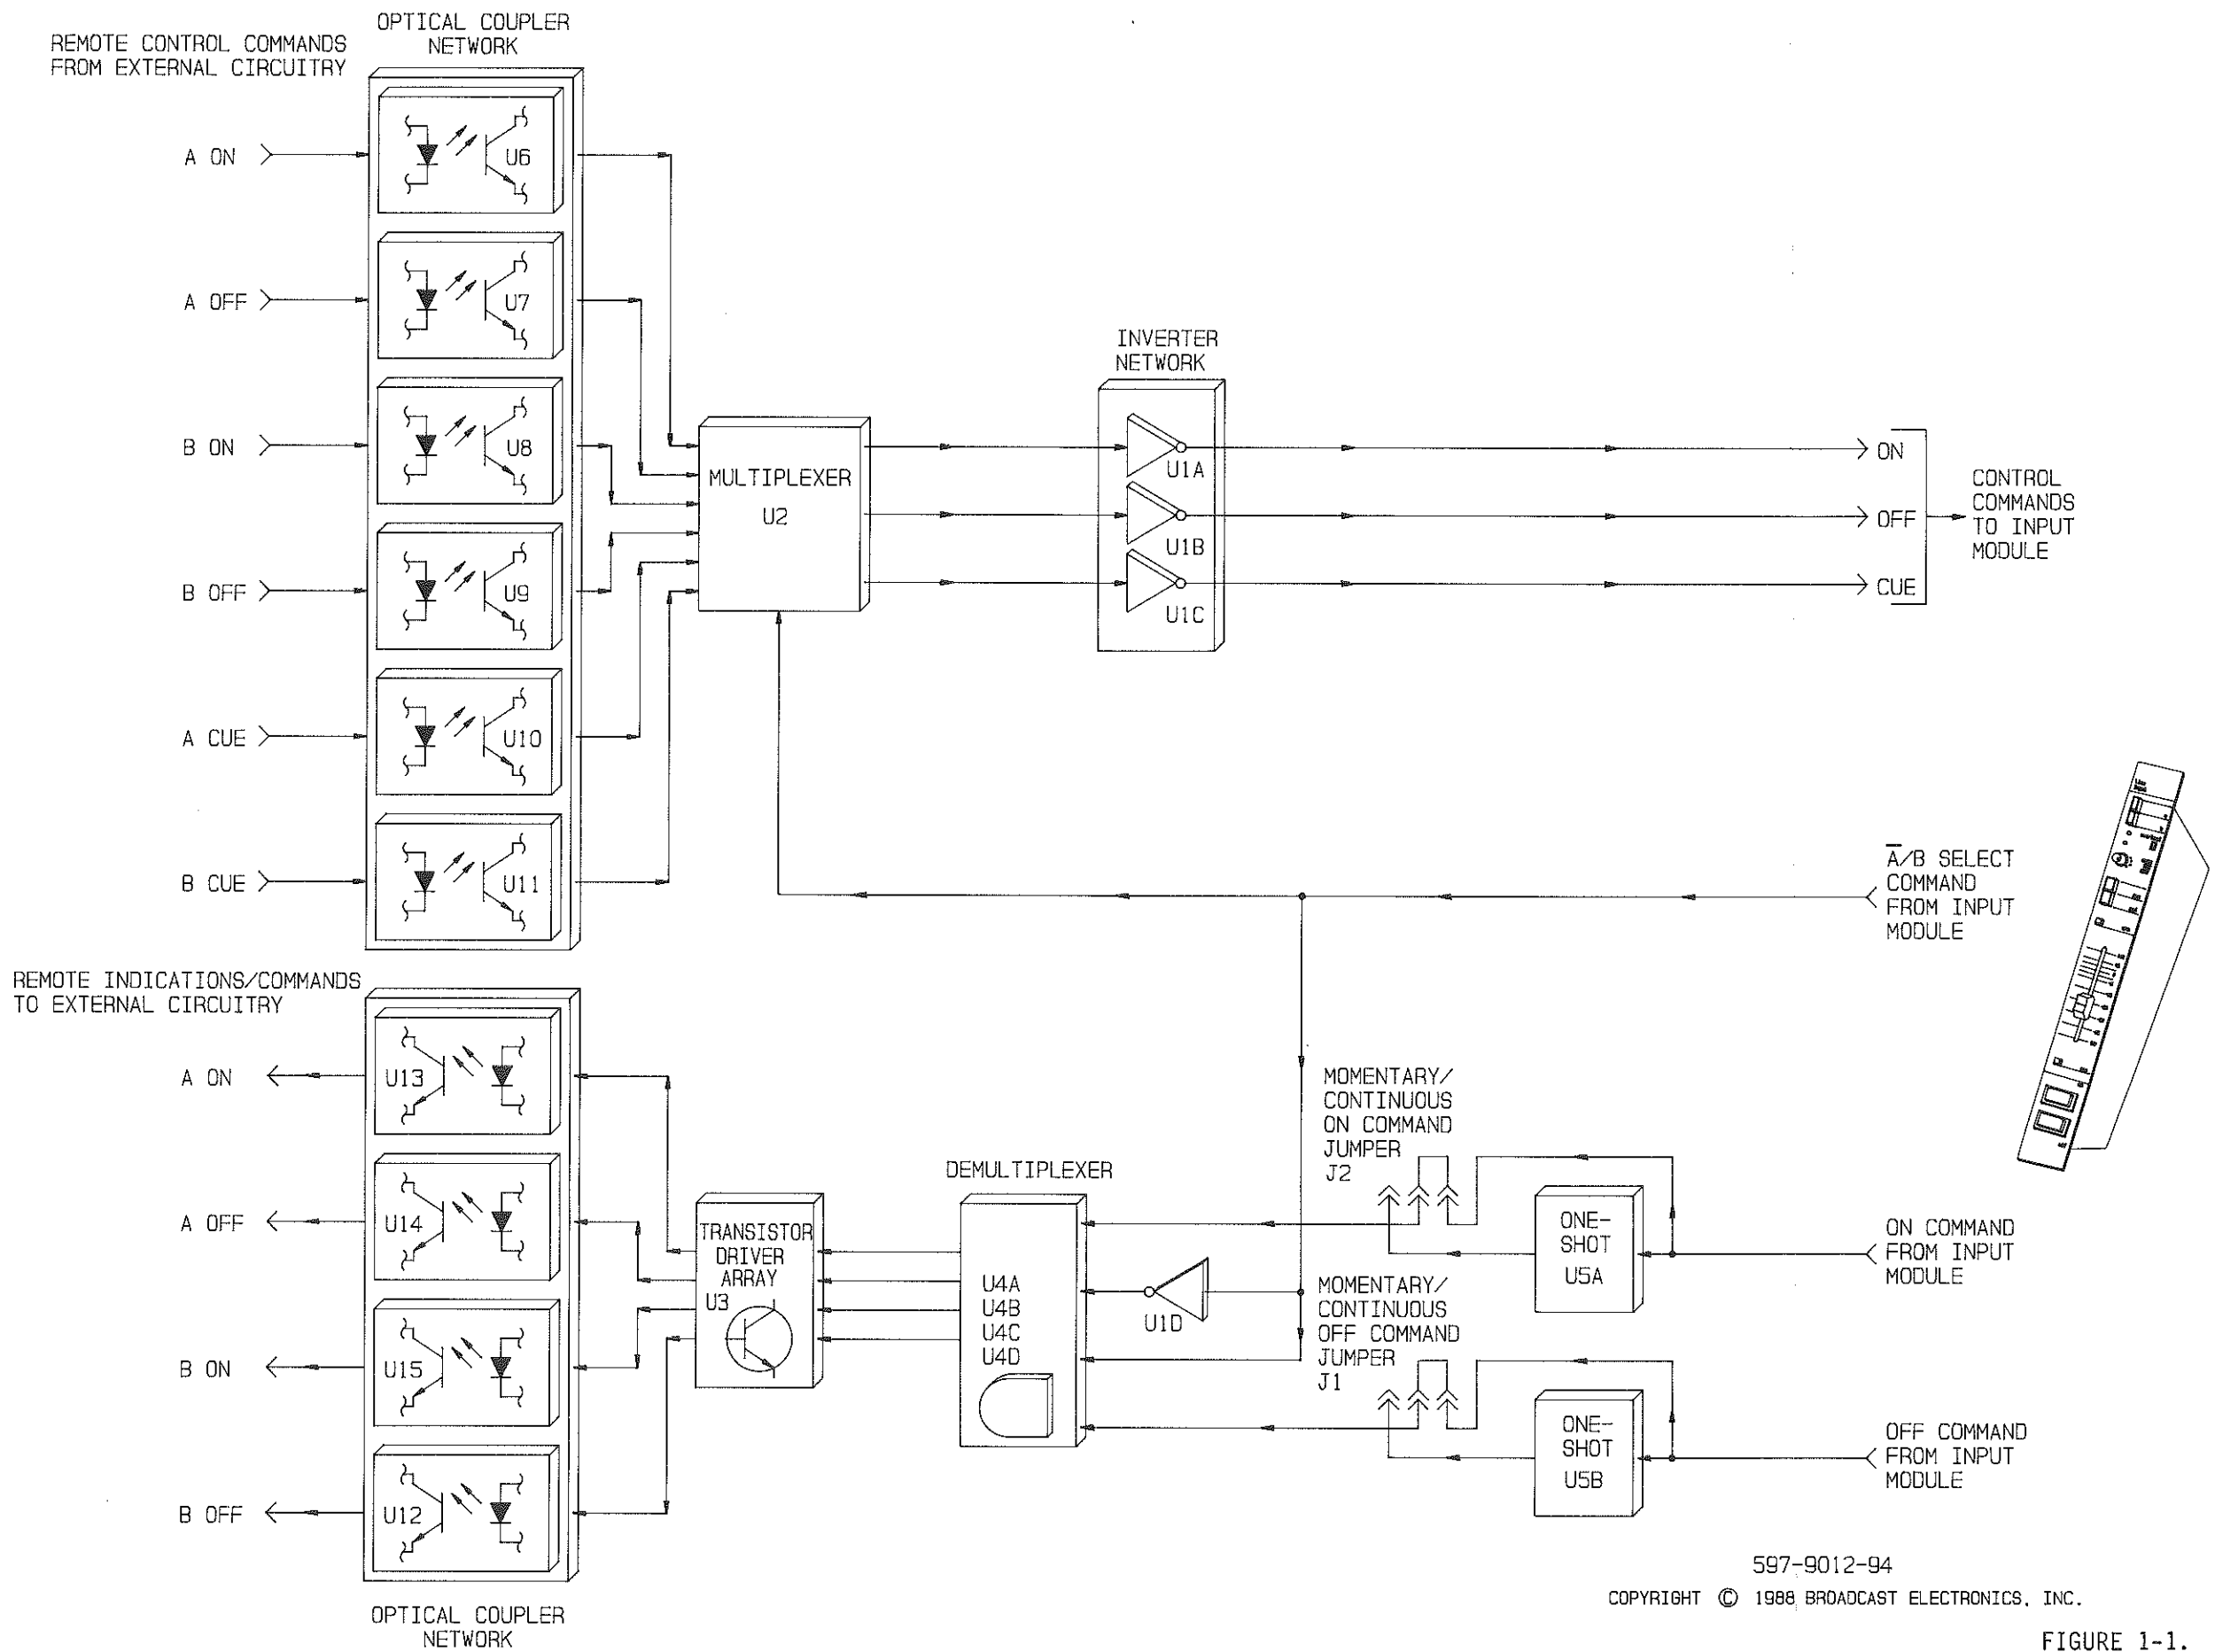 OPTICAL COUPLER
NETWORK
REMOTE CONTROL COMMANDS
FROM EXTERNAL CIRCUITRY
A ON
U6
A OFF
U7
B ON
U8
B OFF
U9
A CUE
U10
B CUE
U11
MULTIPLEXER
U2
INVERTER
NETWORK
U1A
U1B
U1C
ON
OFF
CUE
CONTROL
COMMANDS
TO INPUT
MODULE
A̅/B SELECT
COMMAND
FROM INPUT
MODULE
REMOTE INDICATIONS/COMMANDS
TO EXTERNAL CIRCUITRY
A ON
U13
A OFF
U14
B ON
U15
B OFF
U12
OPTICAL COUPLER
NETWORK
TRANSISTOR
DRIVER
ARRAY
U3
DEMULTIPLEXER
U4A
U4B
U4C
U4D
U1D
MOMENTARY/
CONTINUOUS
ON COMMAND
JUMPER
J2
ONE-
SHOT
U5A
ON COMMAND
FROM INPUT
MODULE
MOMENTARY/
CONTINUOUS
OFF COMMAND
JUMPER
J1
ONE-
SHOT
U5B
OFF COMMAND
FROM INPUT
MODULE
597-9012-94
COPYRIGHT © 1988 BROADCAST ELECTRONICS, INC.
FIGURE 1-1.